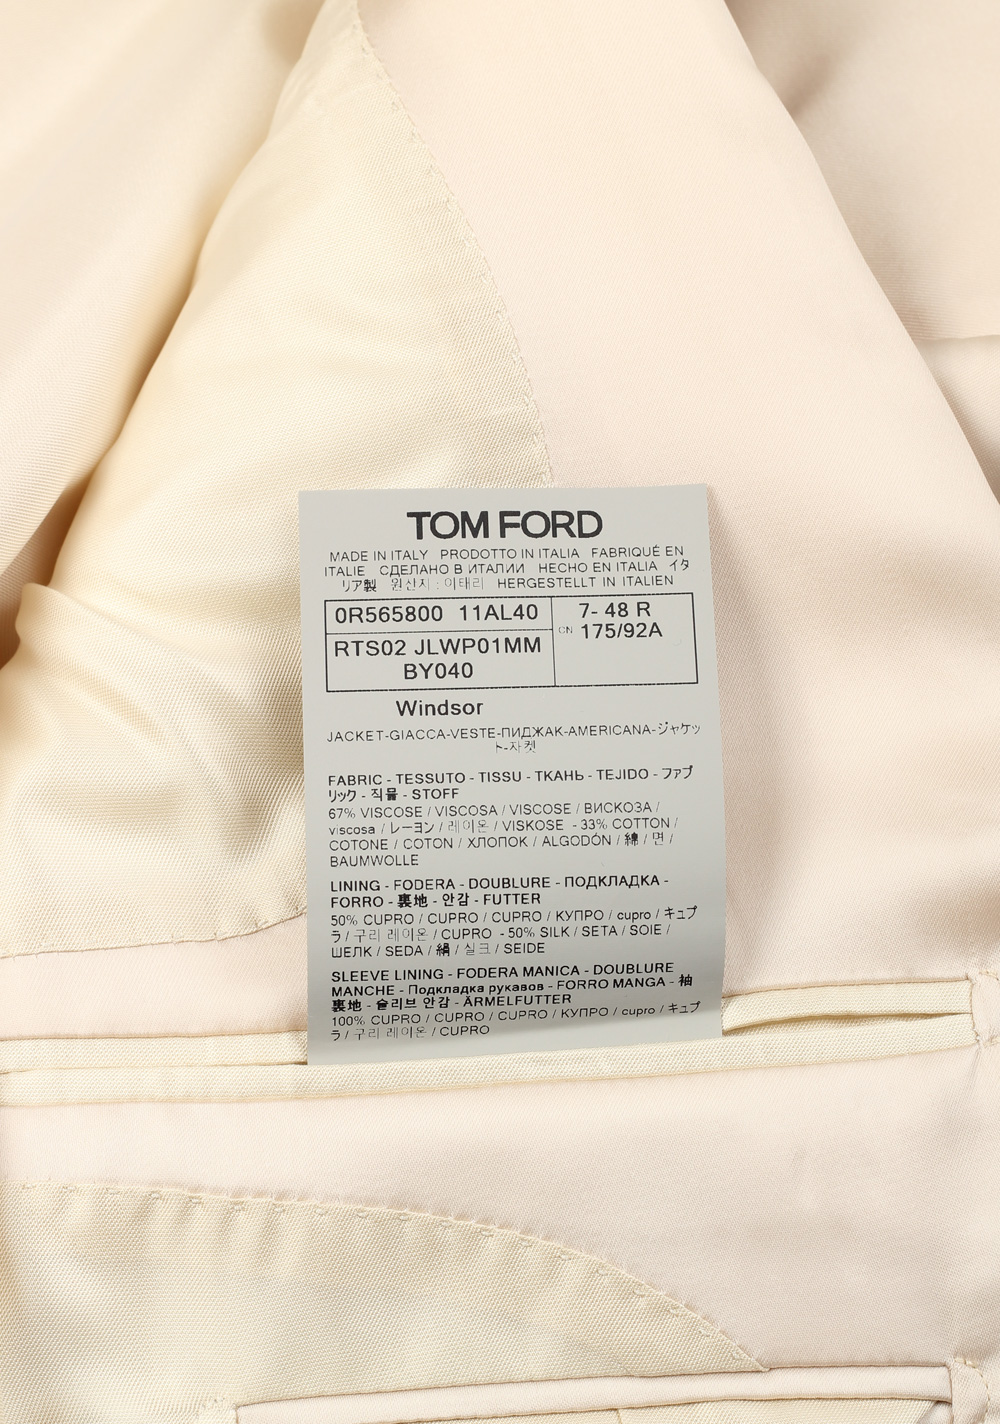 TOM FORD
MADE IN ITALY PRODOTTO IN ITALIA FABRIQUÉ EN
ITALIE СДЕЛАНО В ИТАЛИИ HECHO EN ITALIA イタ
リア製 원산지 : 이태리 HERGESTELLT IN ITALIEN
0R565800 11AL40
7- 48 R
CN 175/92A
RTS02 JLWP01MM
BY040
Windsor
JACKET-GIACCA-VESTE-ПИДЖАК-AMERICANA-ジャケッ
ト-자켓
FABRIC - TESSUTO - TISSU - ТКАНЬ - TEJIDO - ファブ
リック - 직물 - STOFF
67% VISCOSE / VISCOSA / VISCOSE / ВИСКОЗА /
viscosa / レーヨン / 레이온 / VISKOSE - 33% COTTON /
COTONE / COTON / ХЛОПОК / ALGODÓN / 綿 / 면 /
BAUMWOLLE
LINING - FODERA - DOUBLURE - ПОДКЛАДКА -
FORRO - 裏地 - 안감 - FUTTER
50% CUPRO / CUPRO / CUPRO / КУПРО / cupro / キュプ
ラ / 구리 레이온 / CUPRO - 50% SILK / SETA / SOIE /
ШЕЛК / SEDA / 絹 / 실크 / SEIDE
SLEEVE LINING - FODERA MANICA - DOUBLURE
MANCHE - Подкладка рукавов - FORRO MANGA - 袖
裏地 - 슬리브 안감 - ÄRMELFUTTER
100% CUPRO / CUPRO / CUPRO / КУПРО / cupro / キュプ
ラ / 구리 레이온 / CUPRO